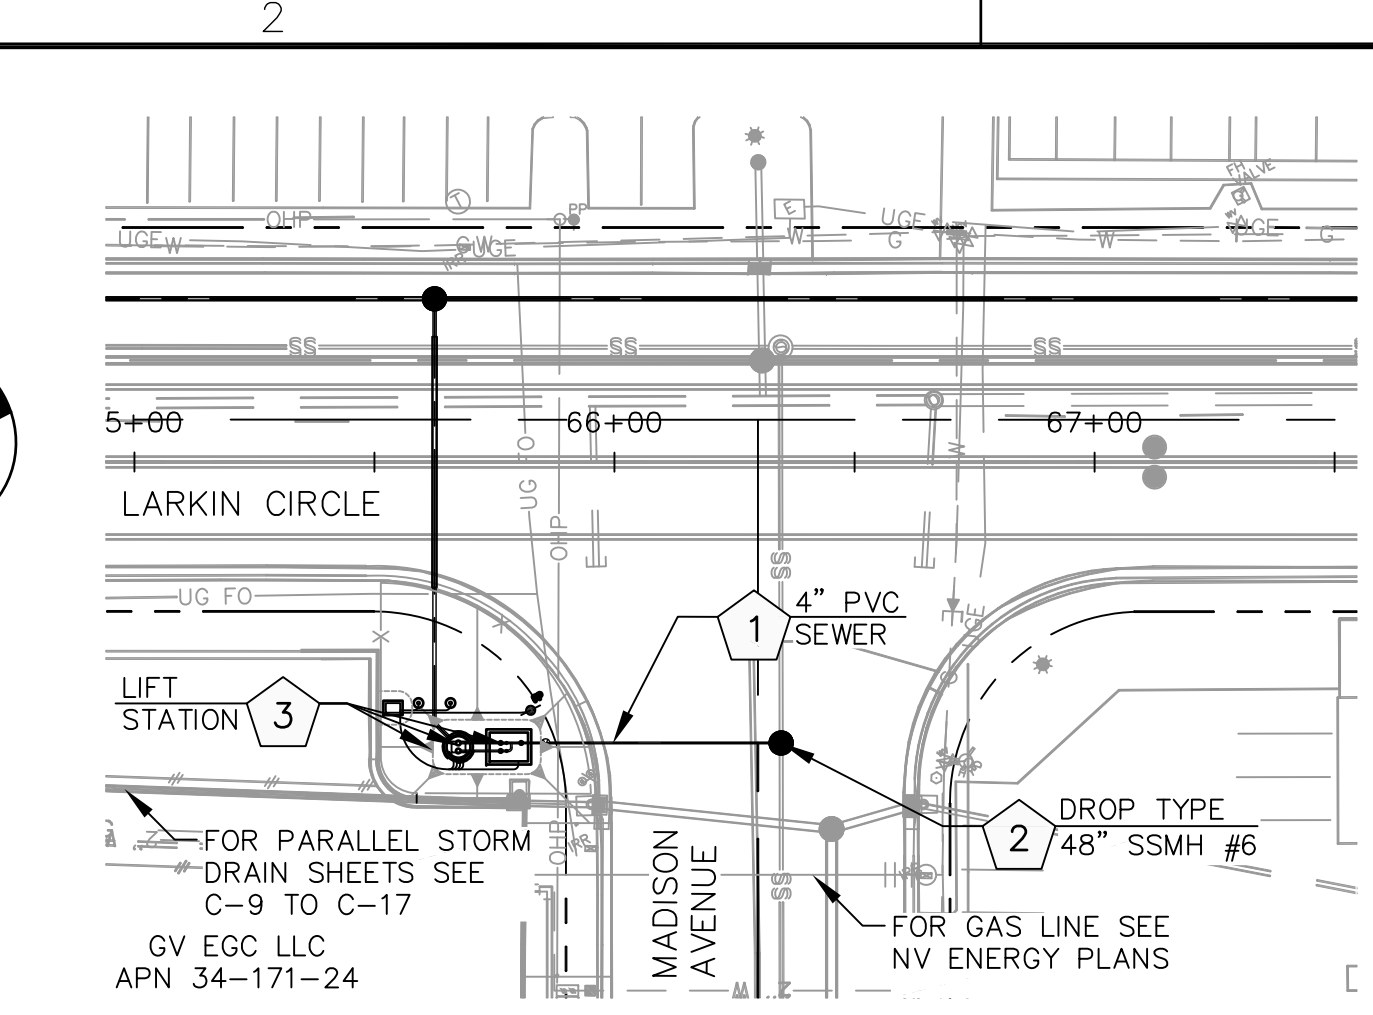 2
FH
VALVE
T
PP
OHP
E
UGE
UGE
W
G W
UGE
W
G
W
UGE
G
IRR
SS
SS
SS
5+00
66+00
67+00
UG FO
OHP
W
LARKIN CIRCLE
SS
UG FO
UGE
1
4” PVC
SEWER
X
X
LIFT
STATION
3
DROP TYPE
48” SSMH #6
2
FOR PARALLEL STORM
DRAIN SHEETS SEE
C-9 TO C-17
OHP
IRR
MADISON
AVENUE
SS
FOR GAS LINE SEE
NV ENERGY PLANS
GV EGC LLC
APN 34-171-24
W